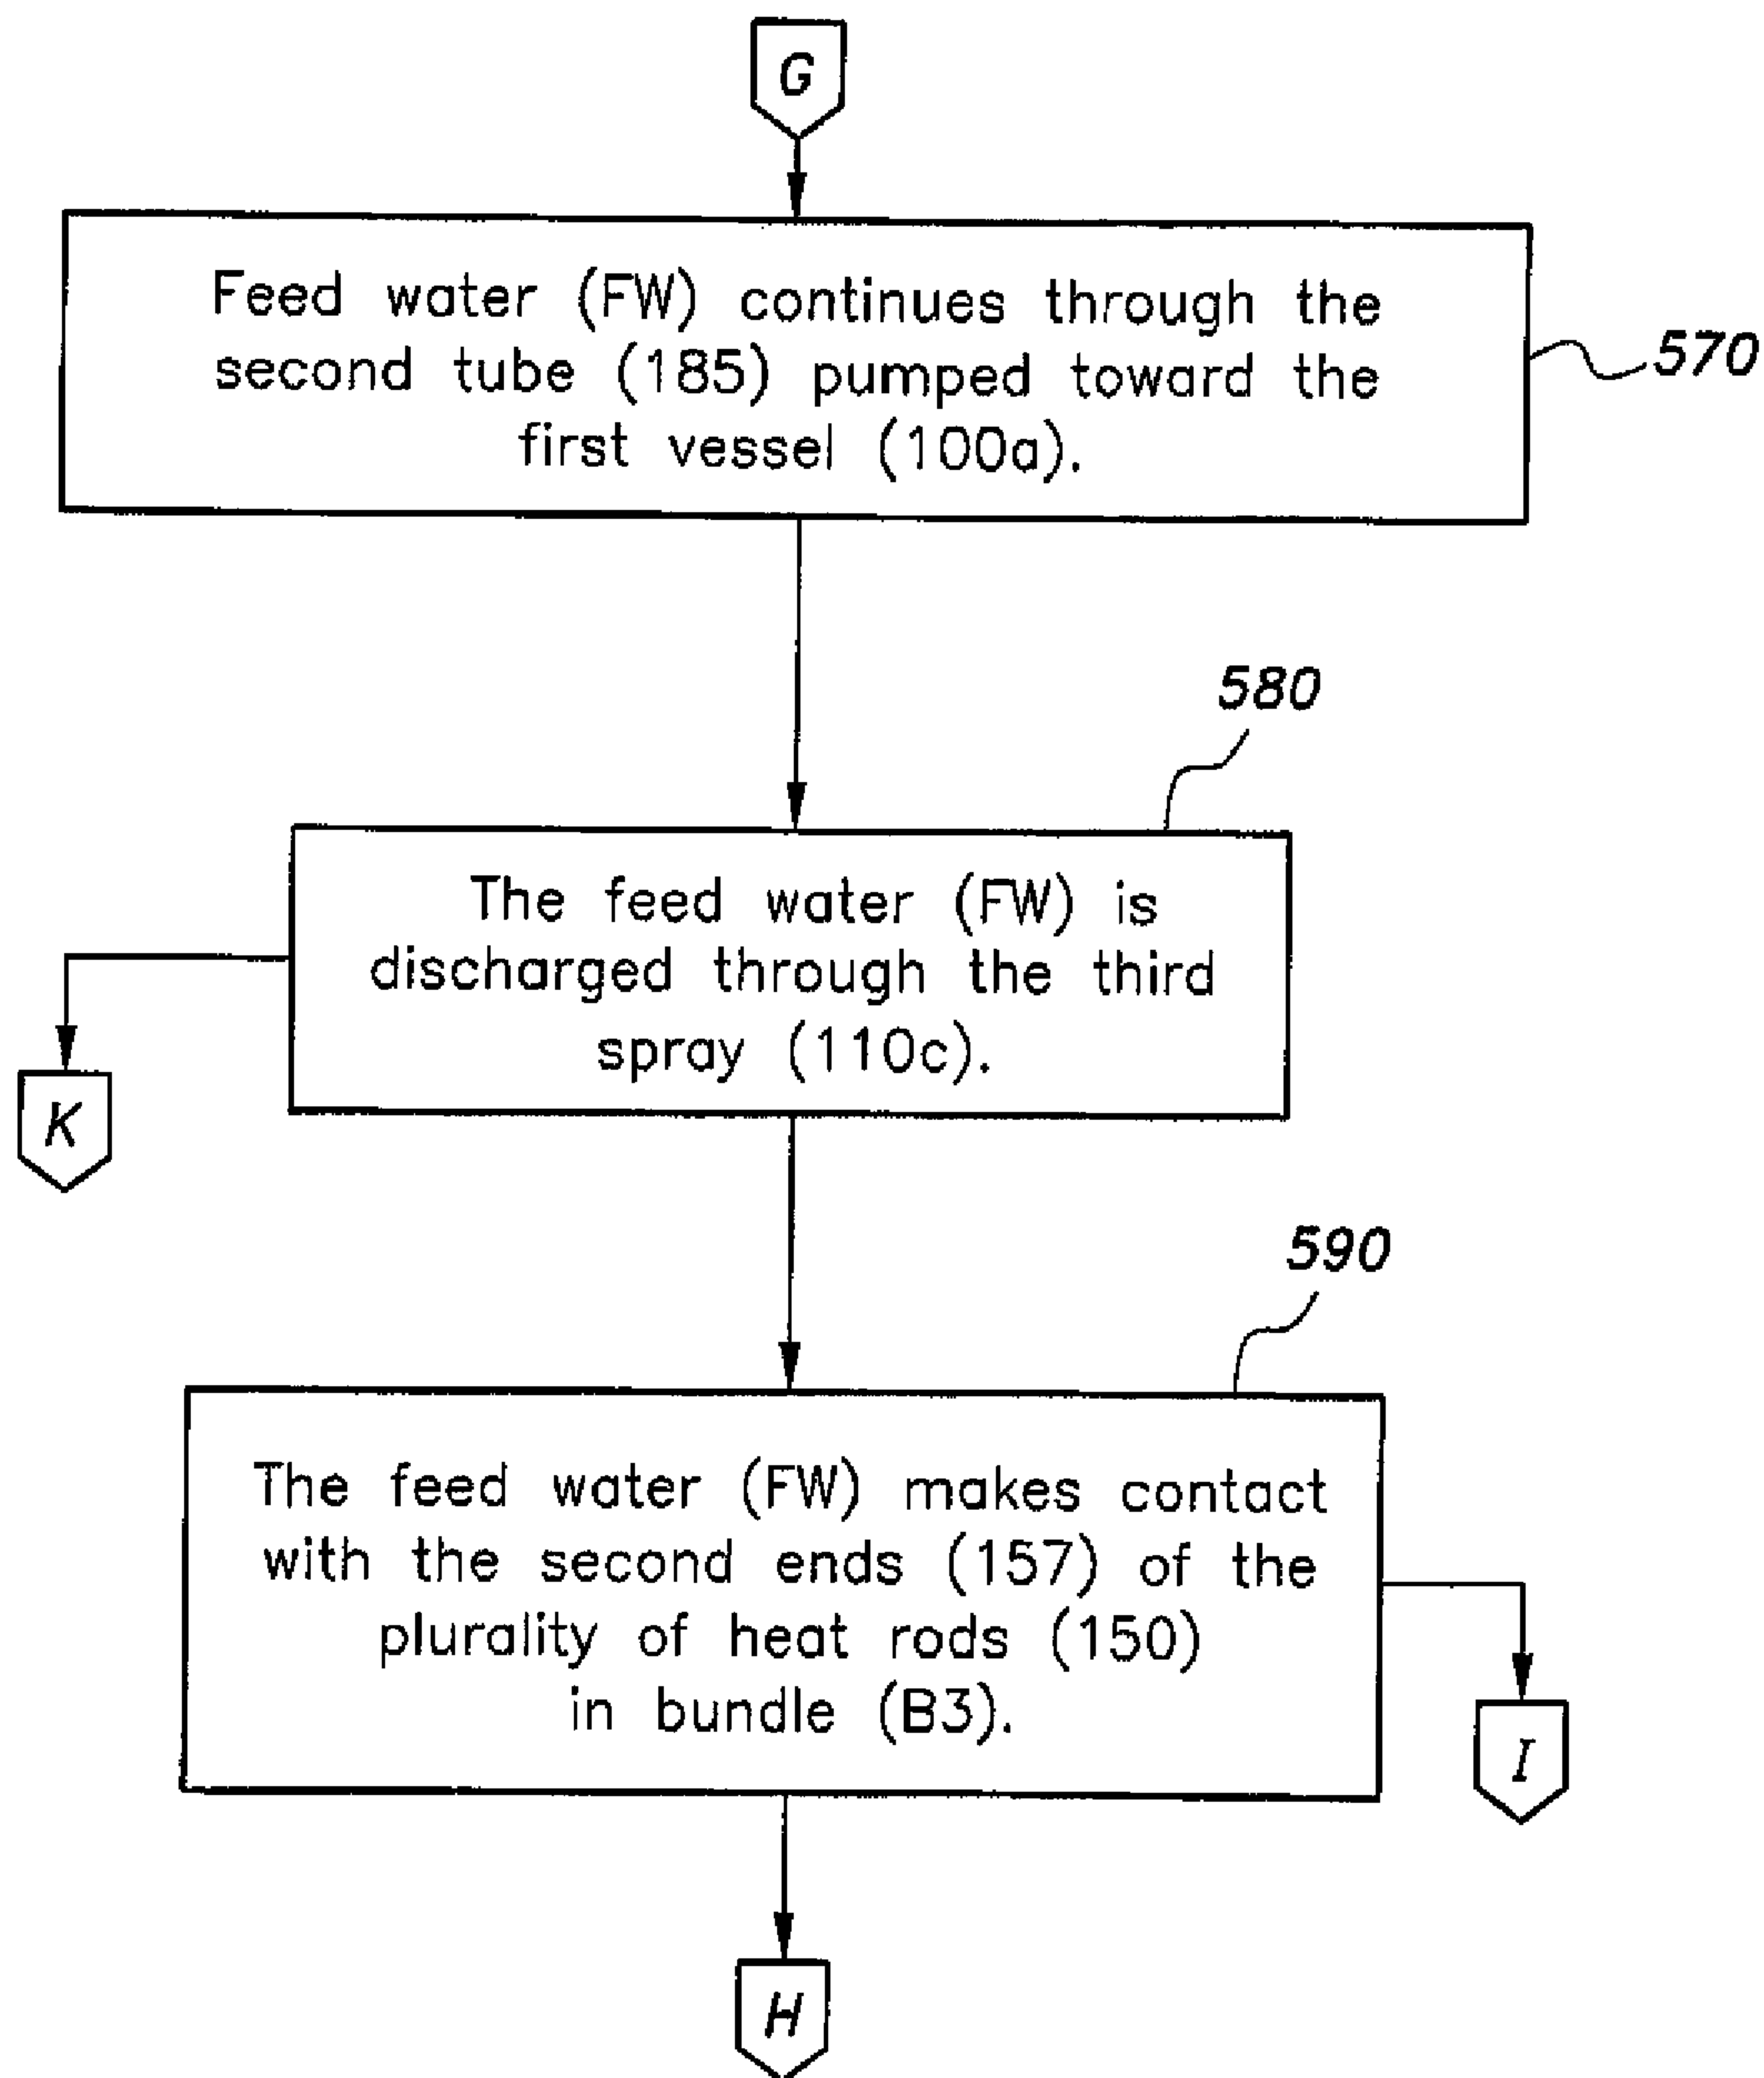 G
Feed water (FW) continues through the
second tube (185) pumped toward the
first vessel (100a).
570
580
The feed water (FW) is
discharged through the third
spray (110c).
K
590
The feed water (FW) makes contact
with the second ends (157) of the
plurality of heat rods (150)
in bundle (B3).
I
H